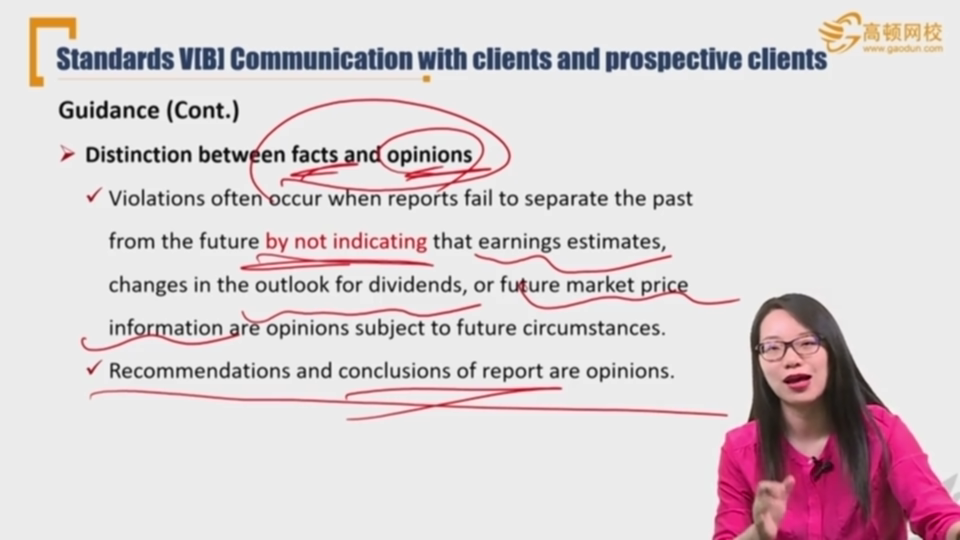 高顿网校
www.gaodun.com
Standards V[B] Communication with clients and prospective clients
Guidance (Cont.)
Distinction between facts and opinions
Violations often occur when reports fail to separate the past
from the future by not indicating that earnings estimates,
changes in the outlook for dividends, or future market price
information are opinions subject to future circumstances.
Recommendations and conclusions of report are opinions.